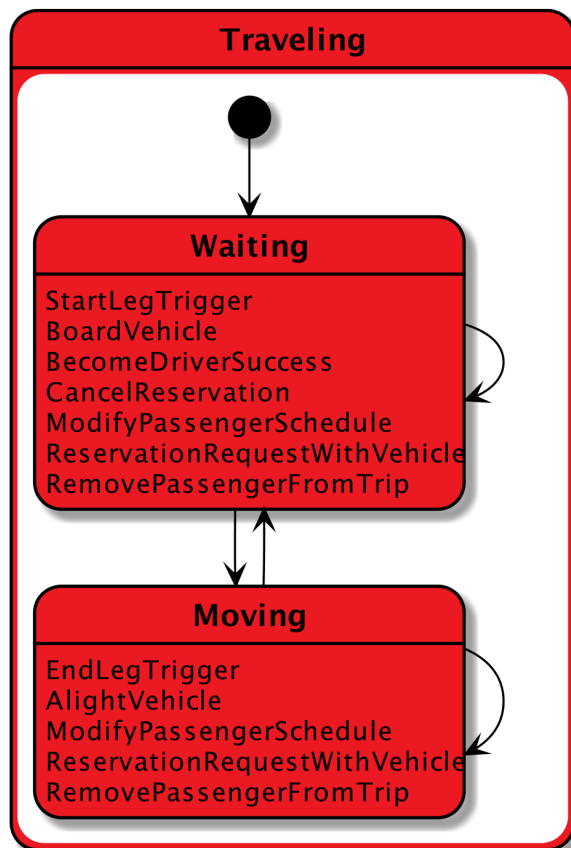 Traveling
Waiting
StartLegTrigger
BoardVehicle
BecomeDriverSuccess
CancelReservation
ModifyPassengerSchedule
ReservationRequestWithVehicle
RemovePassengerFromTrip
Moving
EndLegTrigger
AlightVehicle
ModifyPassengerSchedule
ReservationRequestWithVehicle
RemovePassengerFromTrip